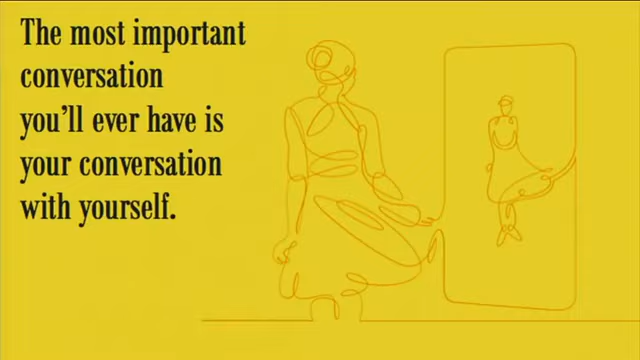 The most important
conversation
you'll ever have is
your conversation
with yourself.